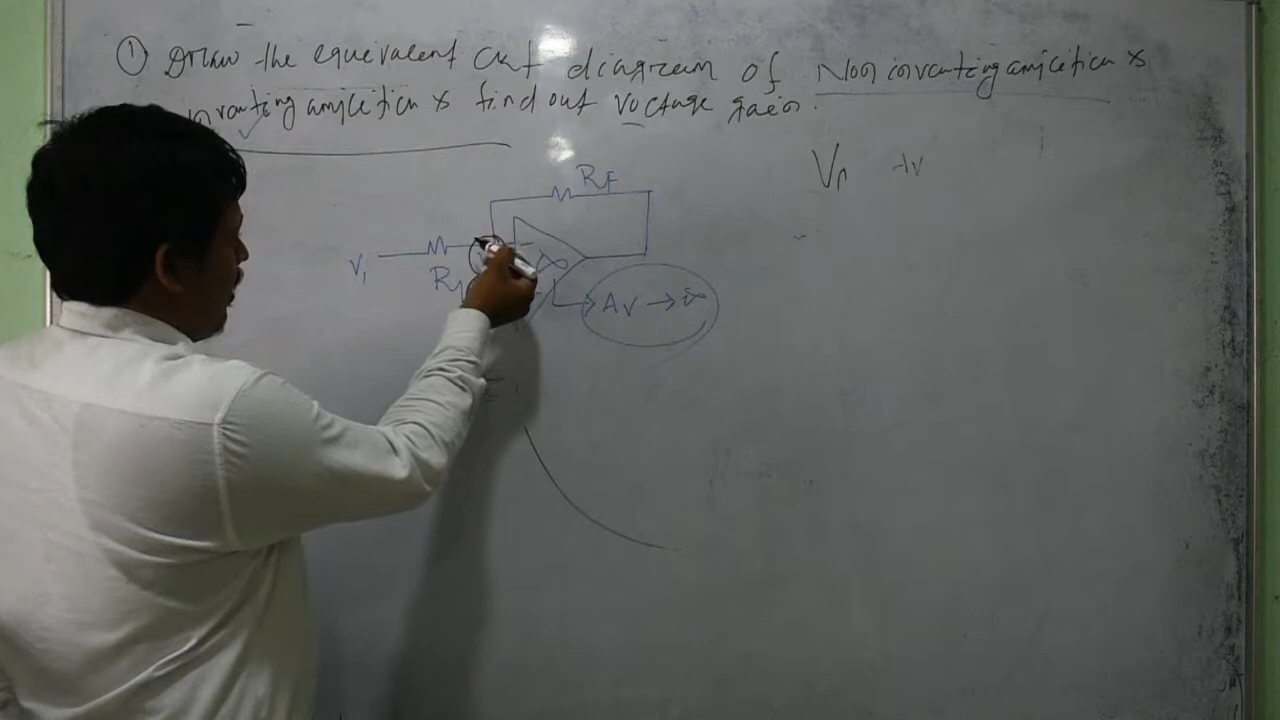 ① Draw the equivalent ckt diagram of Non inverting amplifier &
verting amplifier & find out voltage gain.
RF
V1
R1
∞
AV → ∞